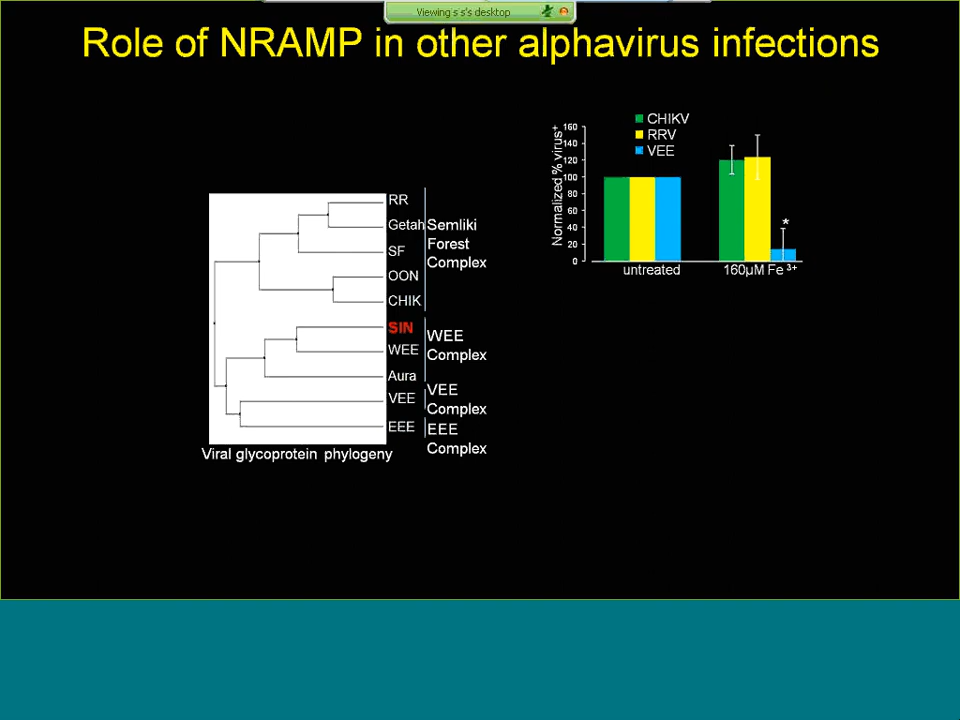 Viewing s s's desktop
Role of NRAMP in other alphavirus infections
RR
Getah
SF
OON
CHIK
SIN
WEE
Aura
VEE
EEE
Semliki
Forest
Complex
WEE
Complex
VEE
Complex
EEE
Complex
Viral glycoprotein phylogeny
CHIKV
RRV
VEE
Normalized % virus+
160
140
120
100
80
60
40
20
0
*
untreated
160µM Fe 3+